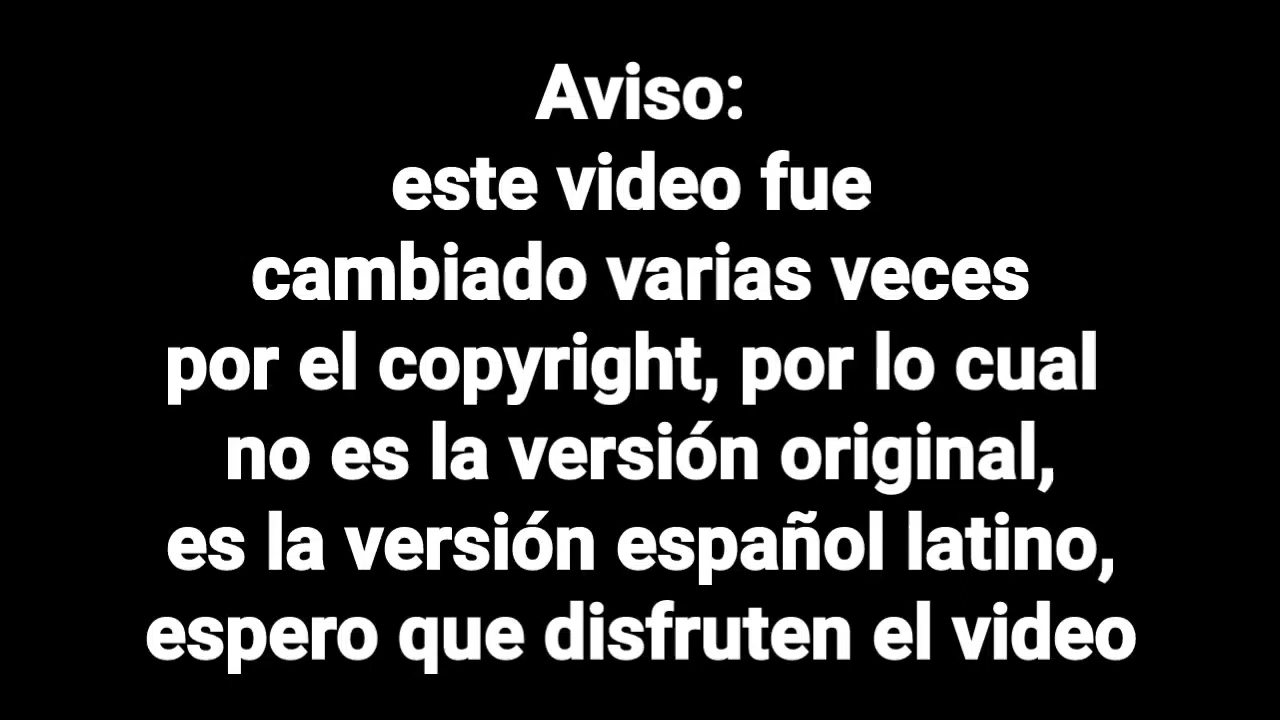 Aviso:
este video fue
cambiado varias veces
por el copyright, por lo cual
no es la versión original,
es la versión español latino,
espero que disfruten el video